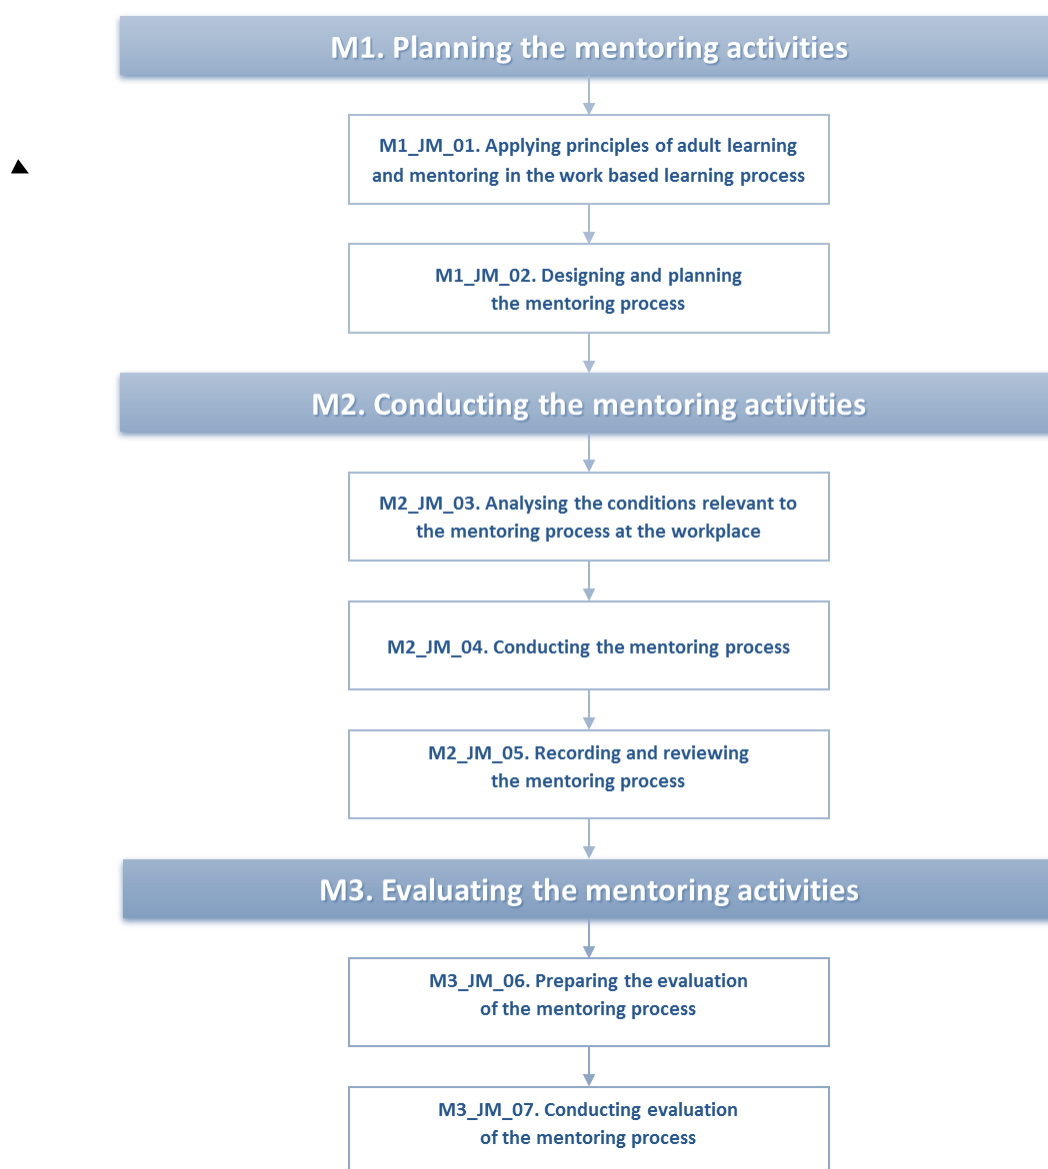 M1. Planning the mentoring activities
M1_JM_01. Applying principles of adult learning
and mentoring in the work based learning process
M1_JM_02. Designing and planning
the mentoring process
M2. Conducting the mentoring activities
M2_JM_03. Analysing the conditions relevant to
the mentoring process at the workplace
M2_JM_04. Conducting the mentoring process
M2_JM_05. Recording and reviewing
the mentoring process
M3. Evaluating the mentoring activities
M3_JM_06. Preparing the evaluation
of the mentoring process
M3_JM_07. Conducting evaluation
of the mentoring process